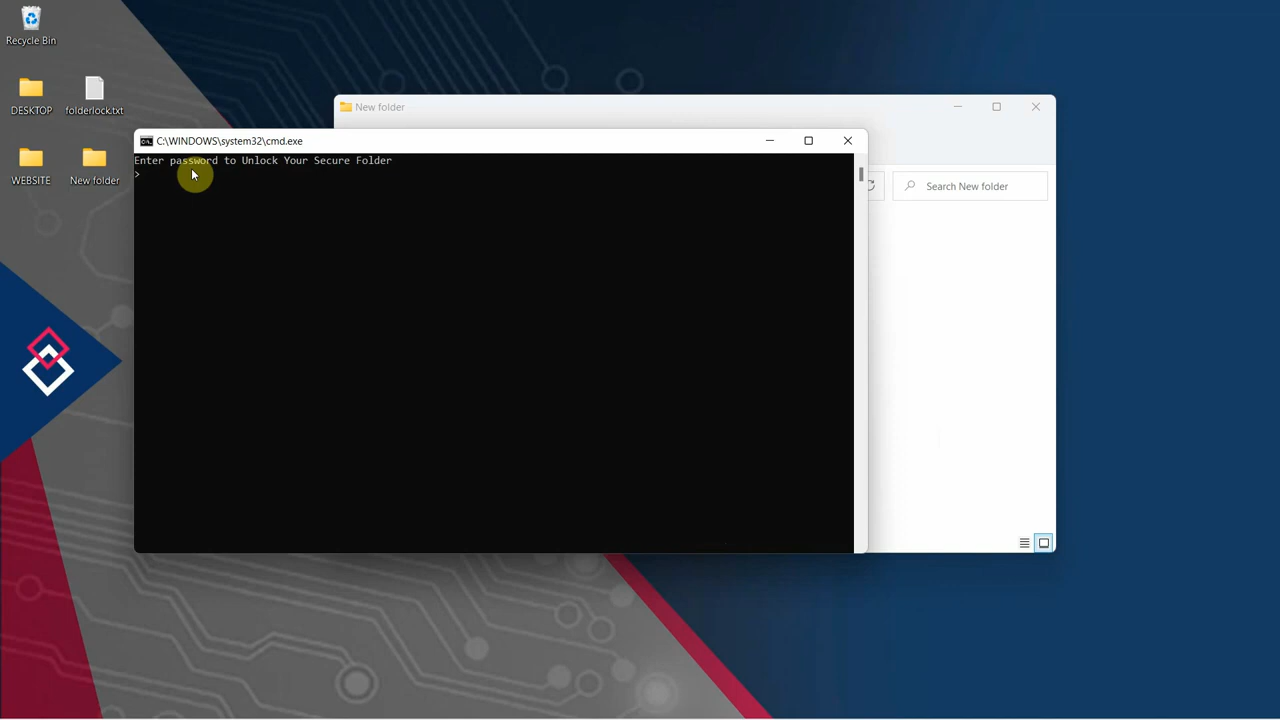 Recycle Bin
DESKTOP
folderlock.txt
WEBSITE
New folder
New folder
C:\WINDOWS\system32\cmd.exe
Enter password to Unlock Your Secure Folder
>
Search New folder